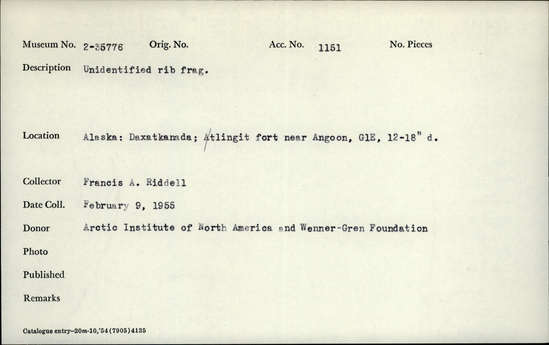 Museum No. 2-35776 Orig. No. Acc. No. 1151 No. Pieces
Description Unidentified rib frag.
Location Alaska: Daxatkanada; Atlingit fort near Angoon, G1E, 12-18" d.
Collector Francis A. Riddell
Date Coll. February 9, 1955
Donor Arctic Institute of North America and Wenner-Gren Foundation
Photo
Published
Remarks
Catalogue entry—20m-10,'54 (7905) 4135